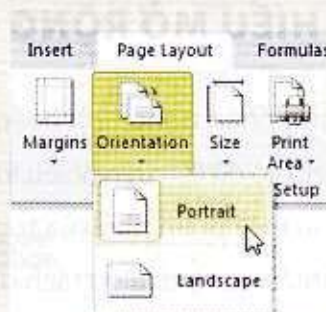 Insert Page Layout Formulas
Margins Orientation Size Print
Area
Setup
Portrait
Landscape